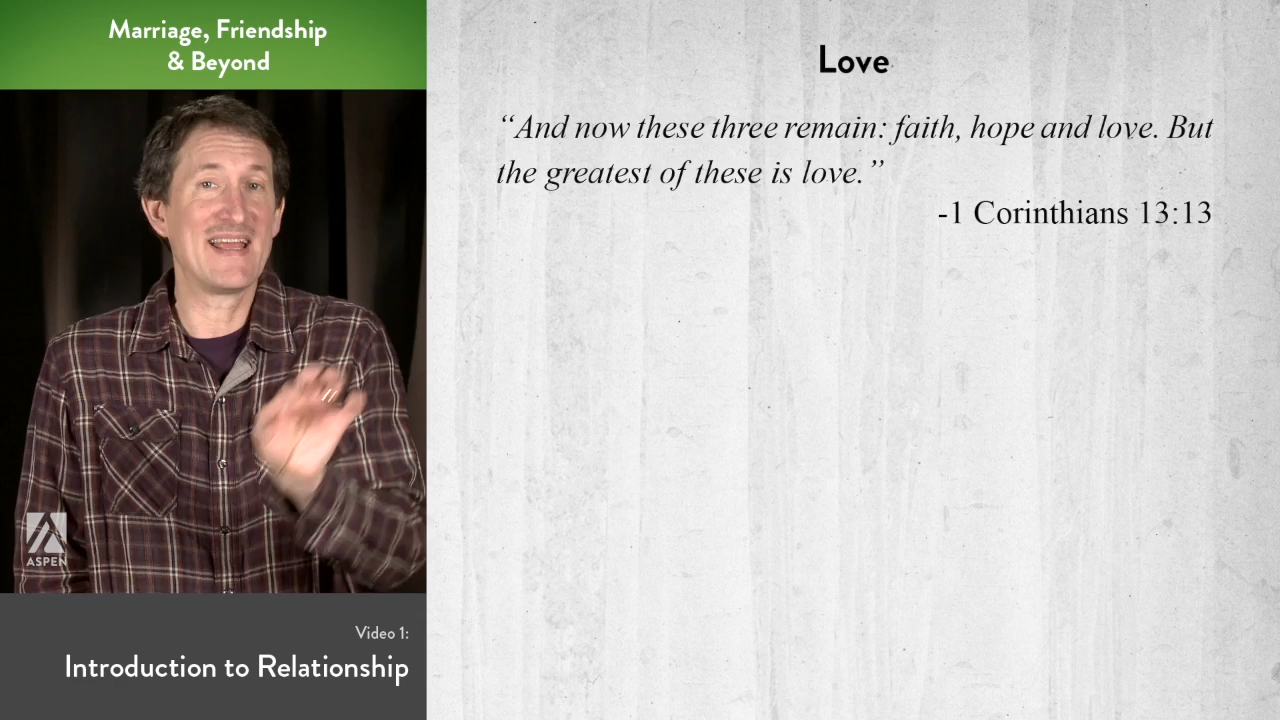 Marriage, Friendship
& Beyond
ASPEN
Video 1:
Introduction to Relationship
Love
“And now these three remain: faith, hope and love. But
the greatest of these is love.”
-1 Corinthians 13:13